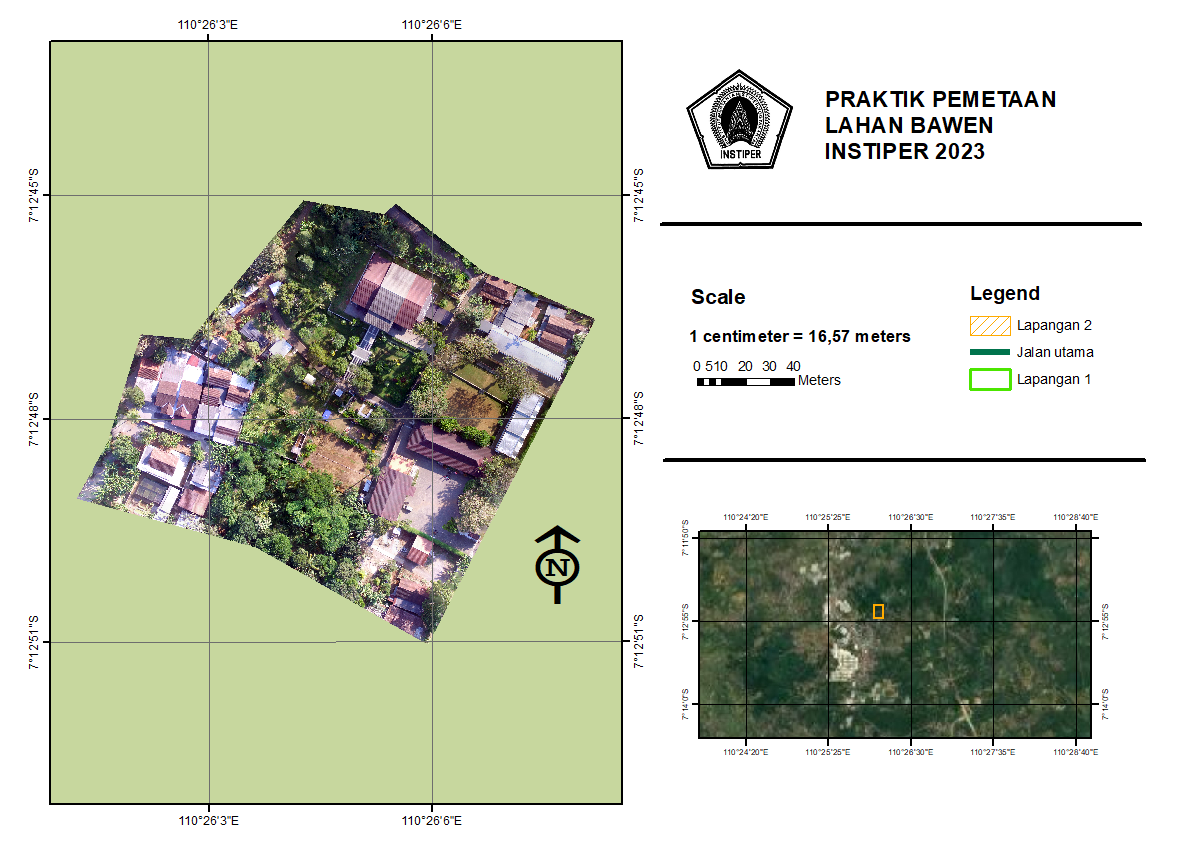 110°26'3"E 110°26'6"E
7°12'45"S 7°12'45"S
7°12'48"S 7°12'48"S
7°12'51"S 7°12'51"S
N
110°26'3"E 110°26'6"E
INSTIPER
PRAKTIK PEMETAAN
LAHAN BAWEN
INSTIPER 2023
Scale
1 centimeter = 16,57 meters
0 510 20 30 40
Meters
Legend
Lapangan 2
Jalan utama
Lapangan 1
110°24'20"E 110°25'25"E 110°26'30"E 110°27'35"E 110°28'40"E
7°11'50"S
7°12'55"S 7°12'55"S
7°14'0"S 7°14'0"S
110°24'20"E 110°25'25"E 110°26'30"E 110°27'35"E 110°28'40"E